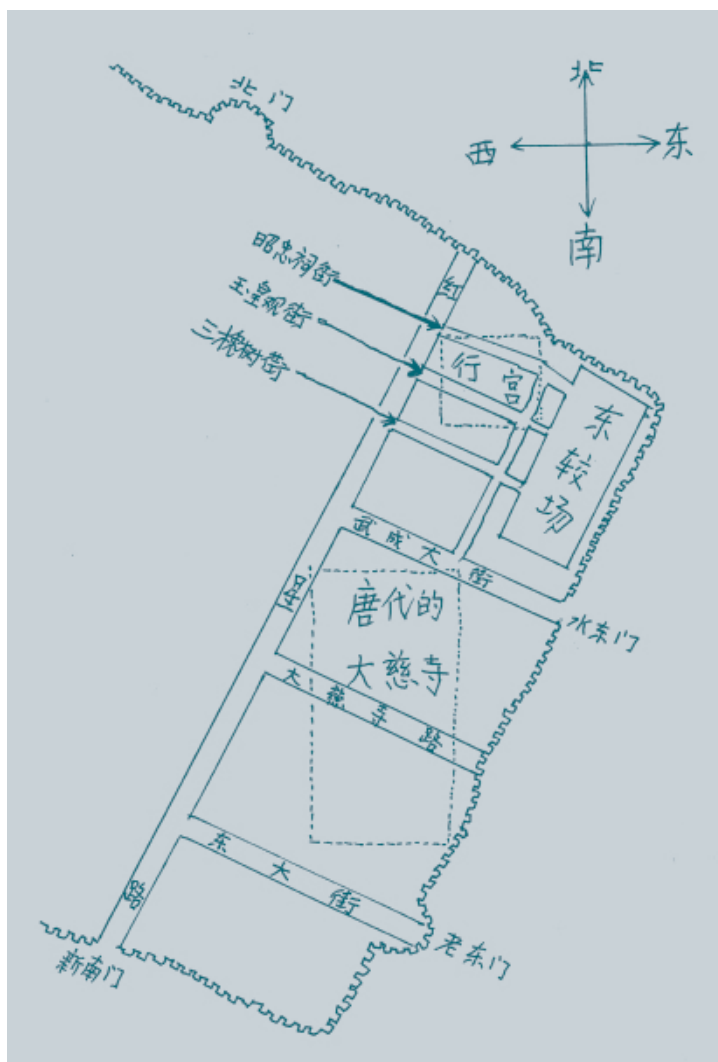 北门
北
西
东
南
昭忠祠街
玉皇观街
三槐树街
红
行宫
东较场
武成大街
星
唐代的
大慈寺
水东门
大慈寺路
东大街
路
老东门
新南门